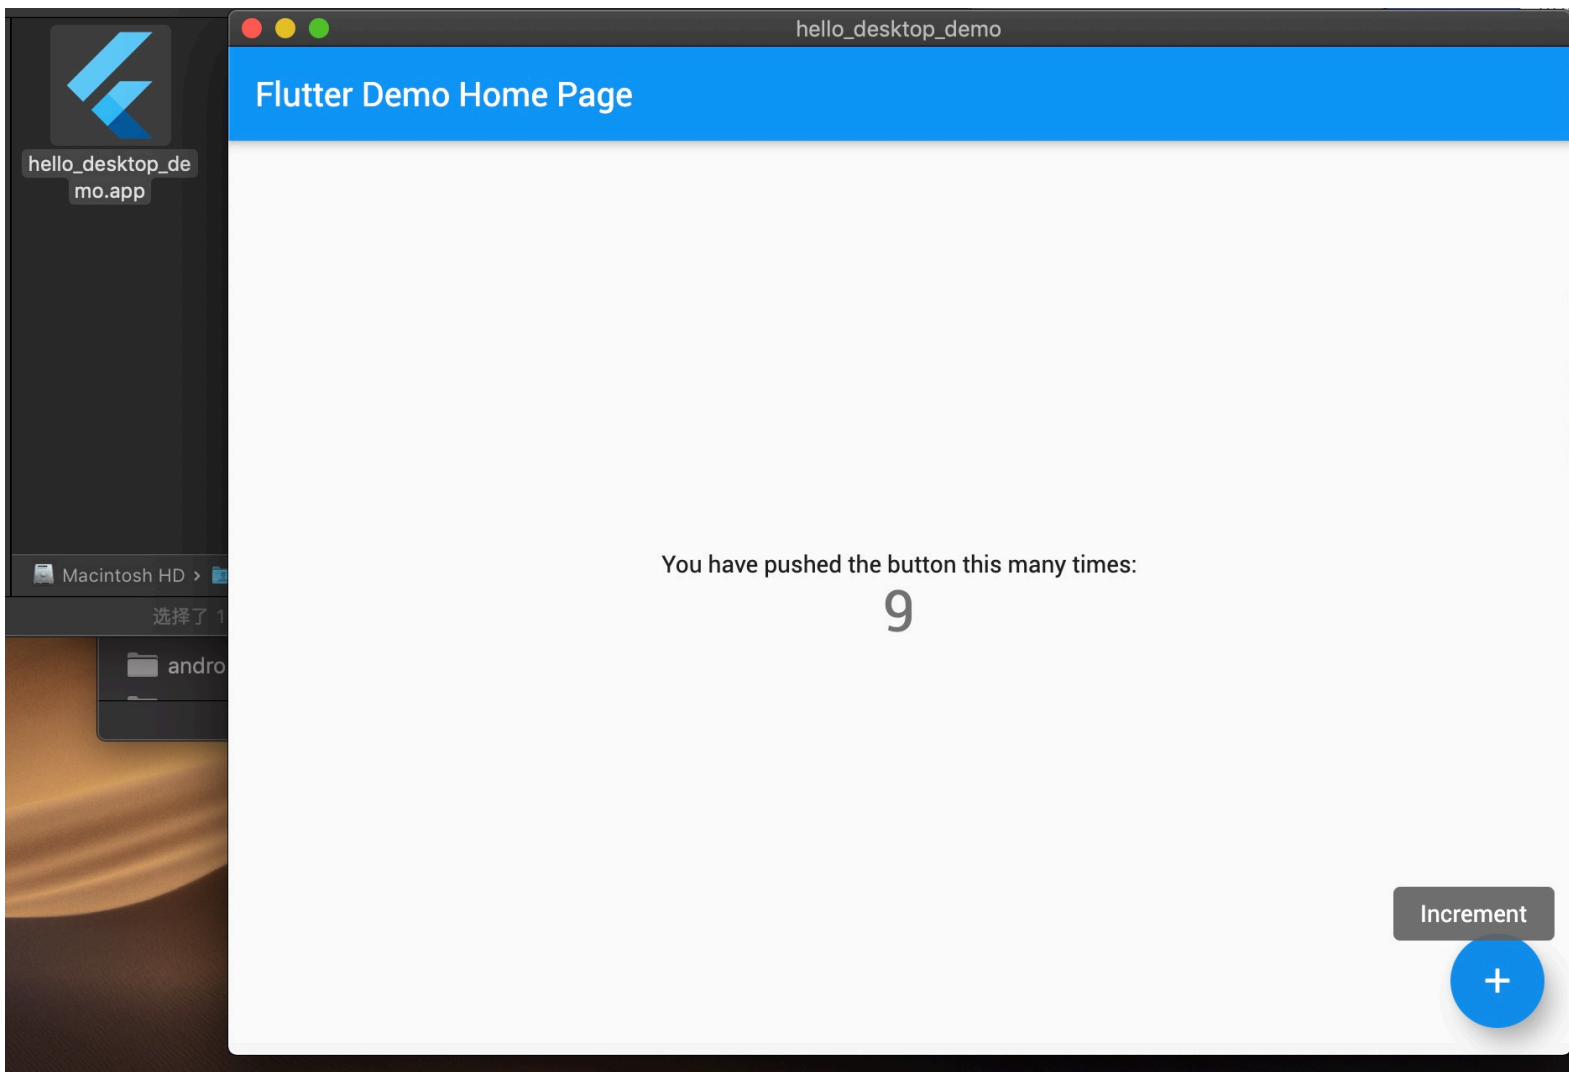 hello_desktop_demo
Flutter Demo Home Page
hello_desktop_de
mo.app
You have pushed the button this many times:
9
Macintosh HD
选择了 1
andro
Increment
+